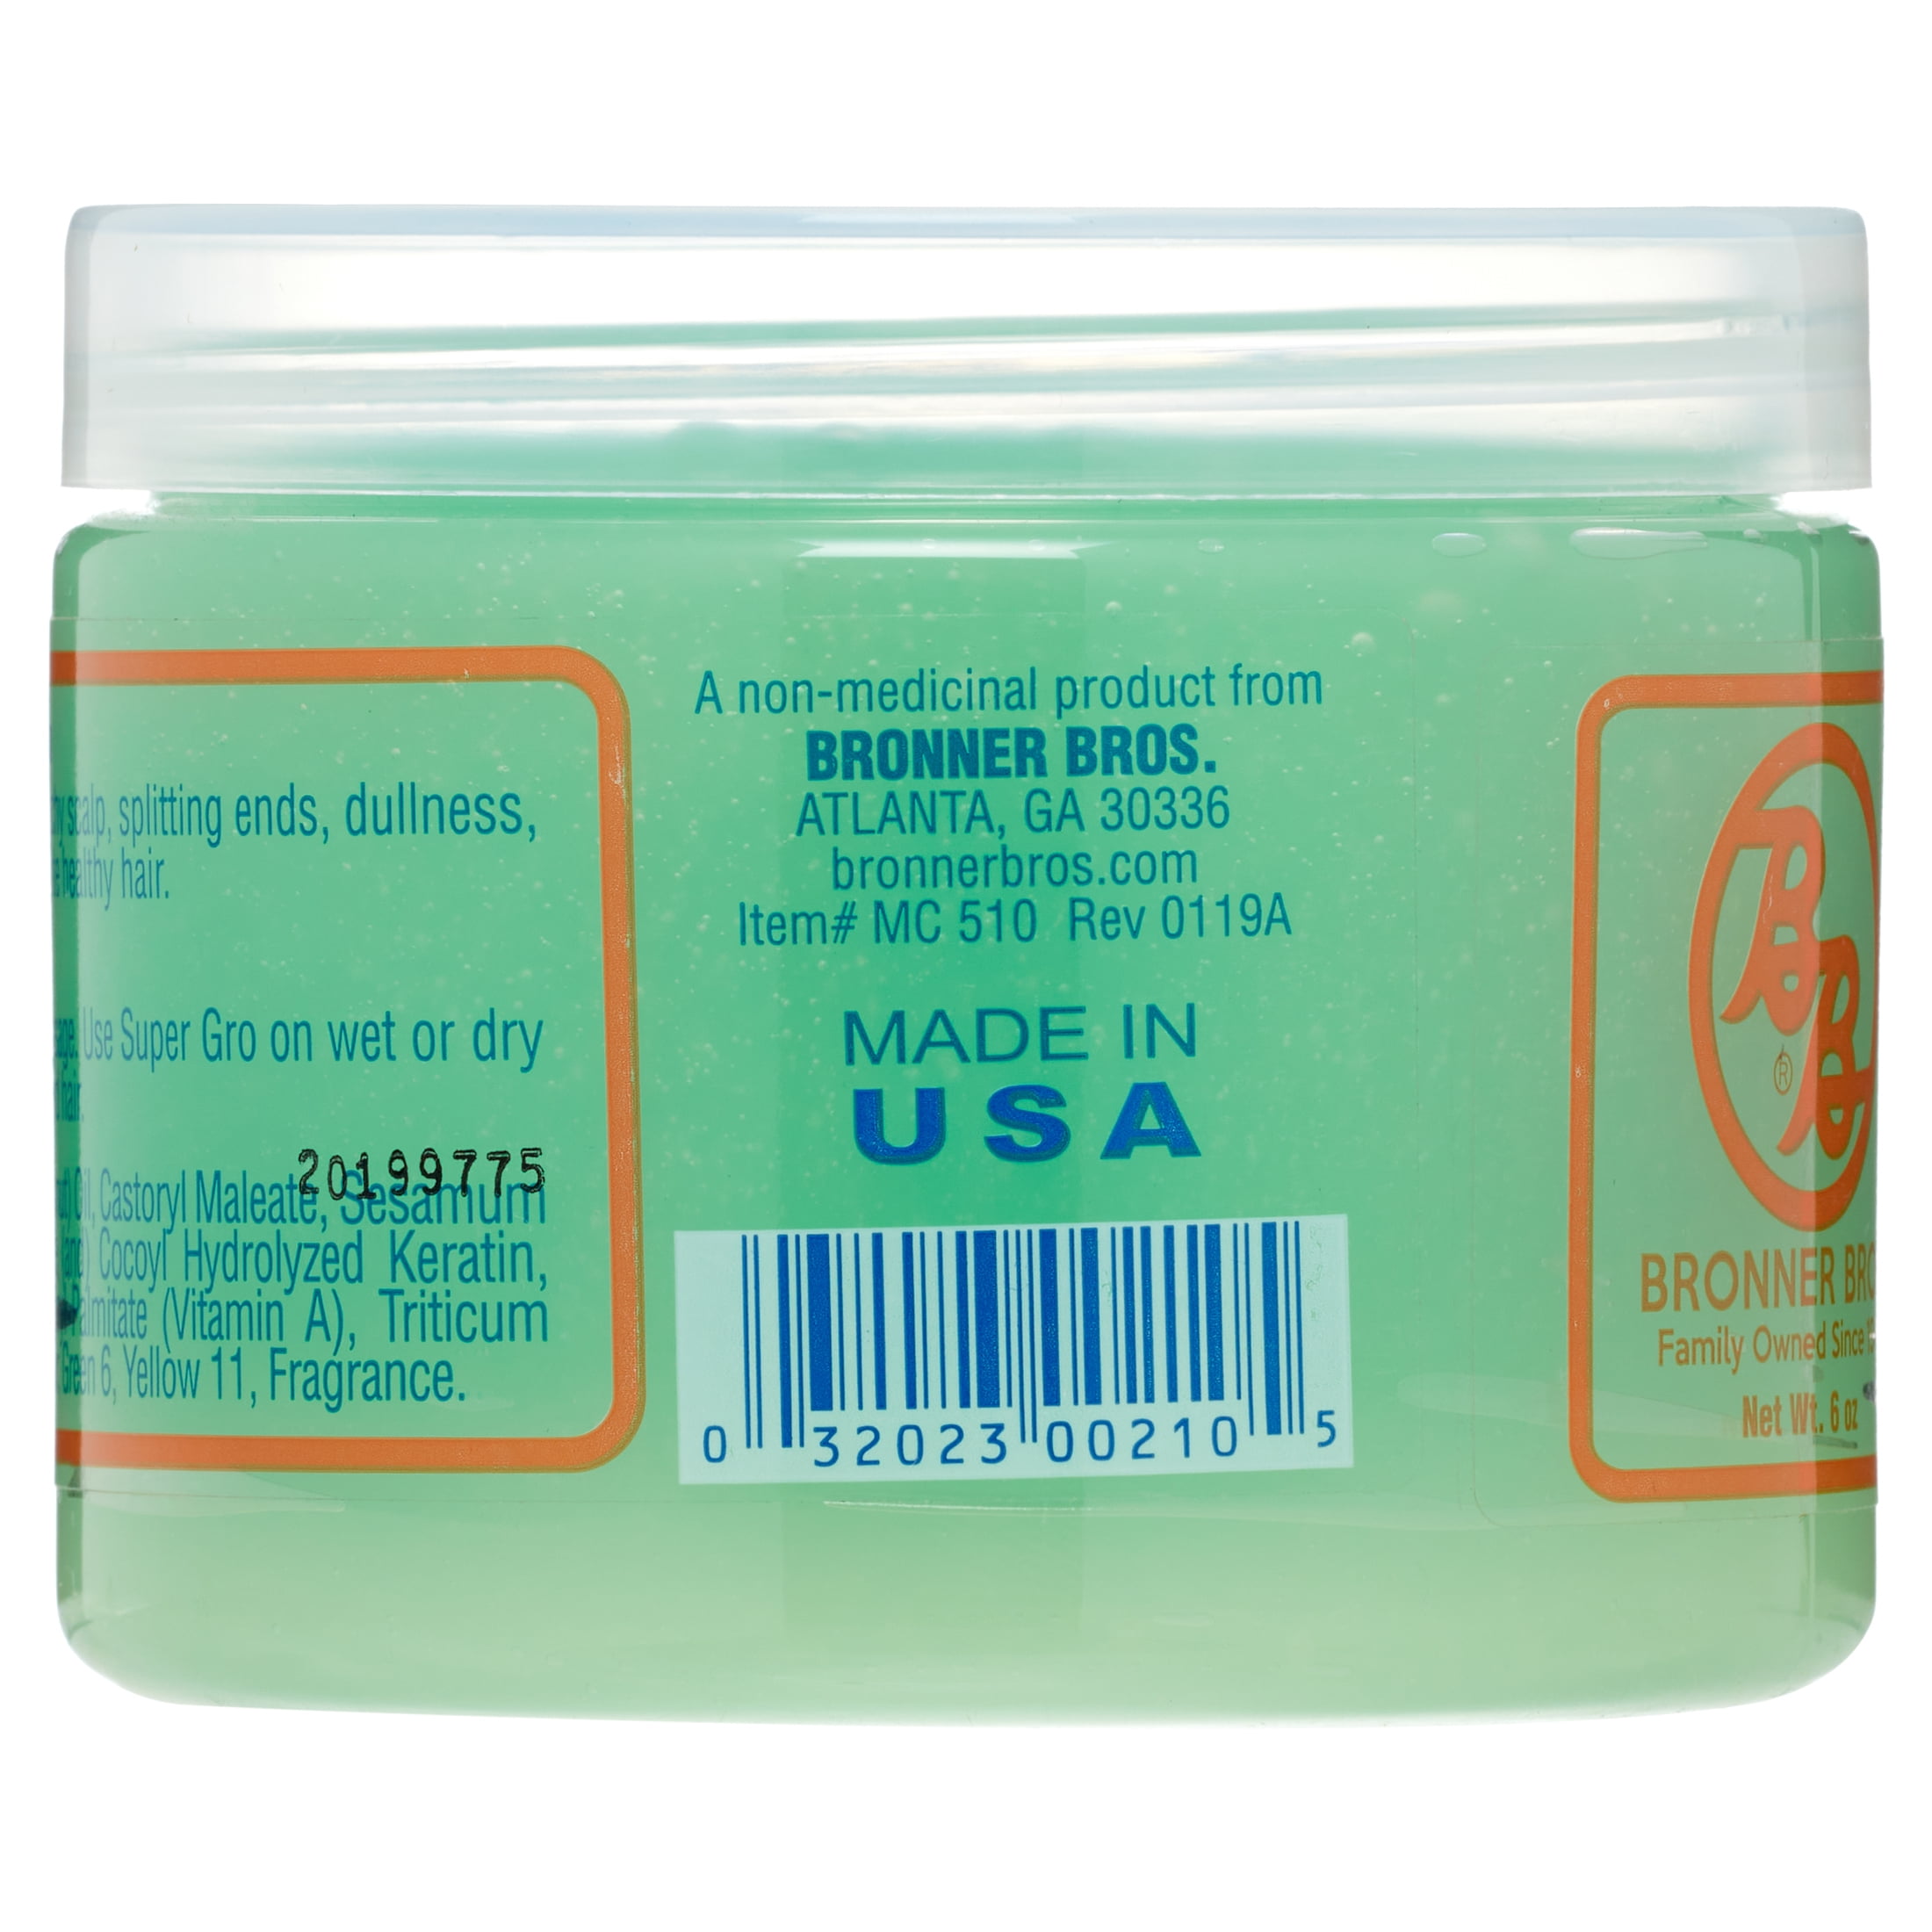 scalp, splitting ends, dullness,
healthy hair.
Use Super Gro on wet or dry
hair.
20199775
Oil, Castoryl Maleate, Sesamum
Cocoyl Hydrolyzed Keratin,
Palmitate (Vitamin A), Triticum
Green 6, Yellow 11, Fragrance.
A non-medicinal product from
BRONNER BROS.
ATLANTA, GA 30336
bronnerbros.com
Item# MC 510 Rev 0119A
MADE IN
USA
0 32023 00210 5
BB
®
BRONNER
Family Owned Since
Net Wt. 6 oz